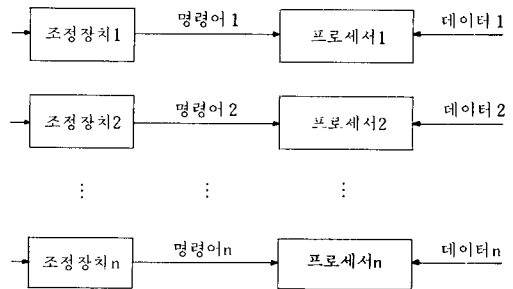 조정장치1 명령어1 프로세서1 데이터1
조정장치2 명령어2 프로세서2 데이터2
⋮ ⋮ ⋮
조정장치n 명령어n 프로세서n 데이터n